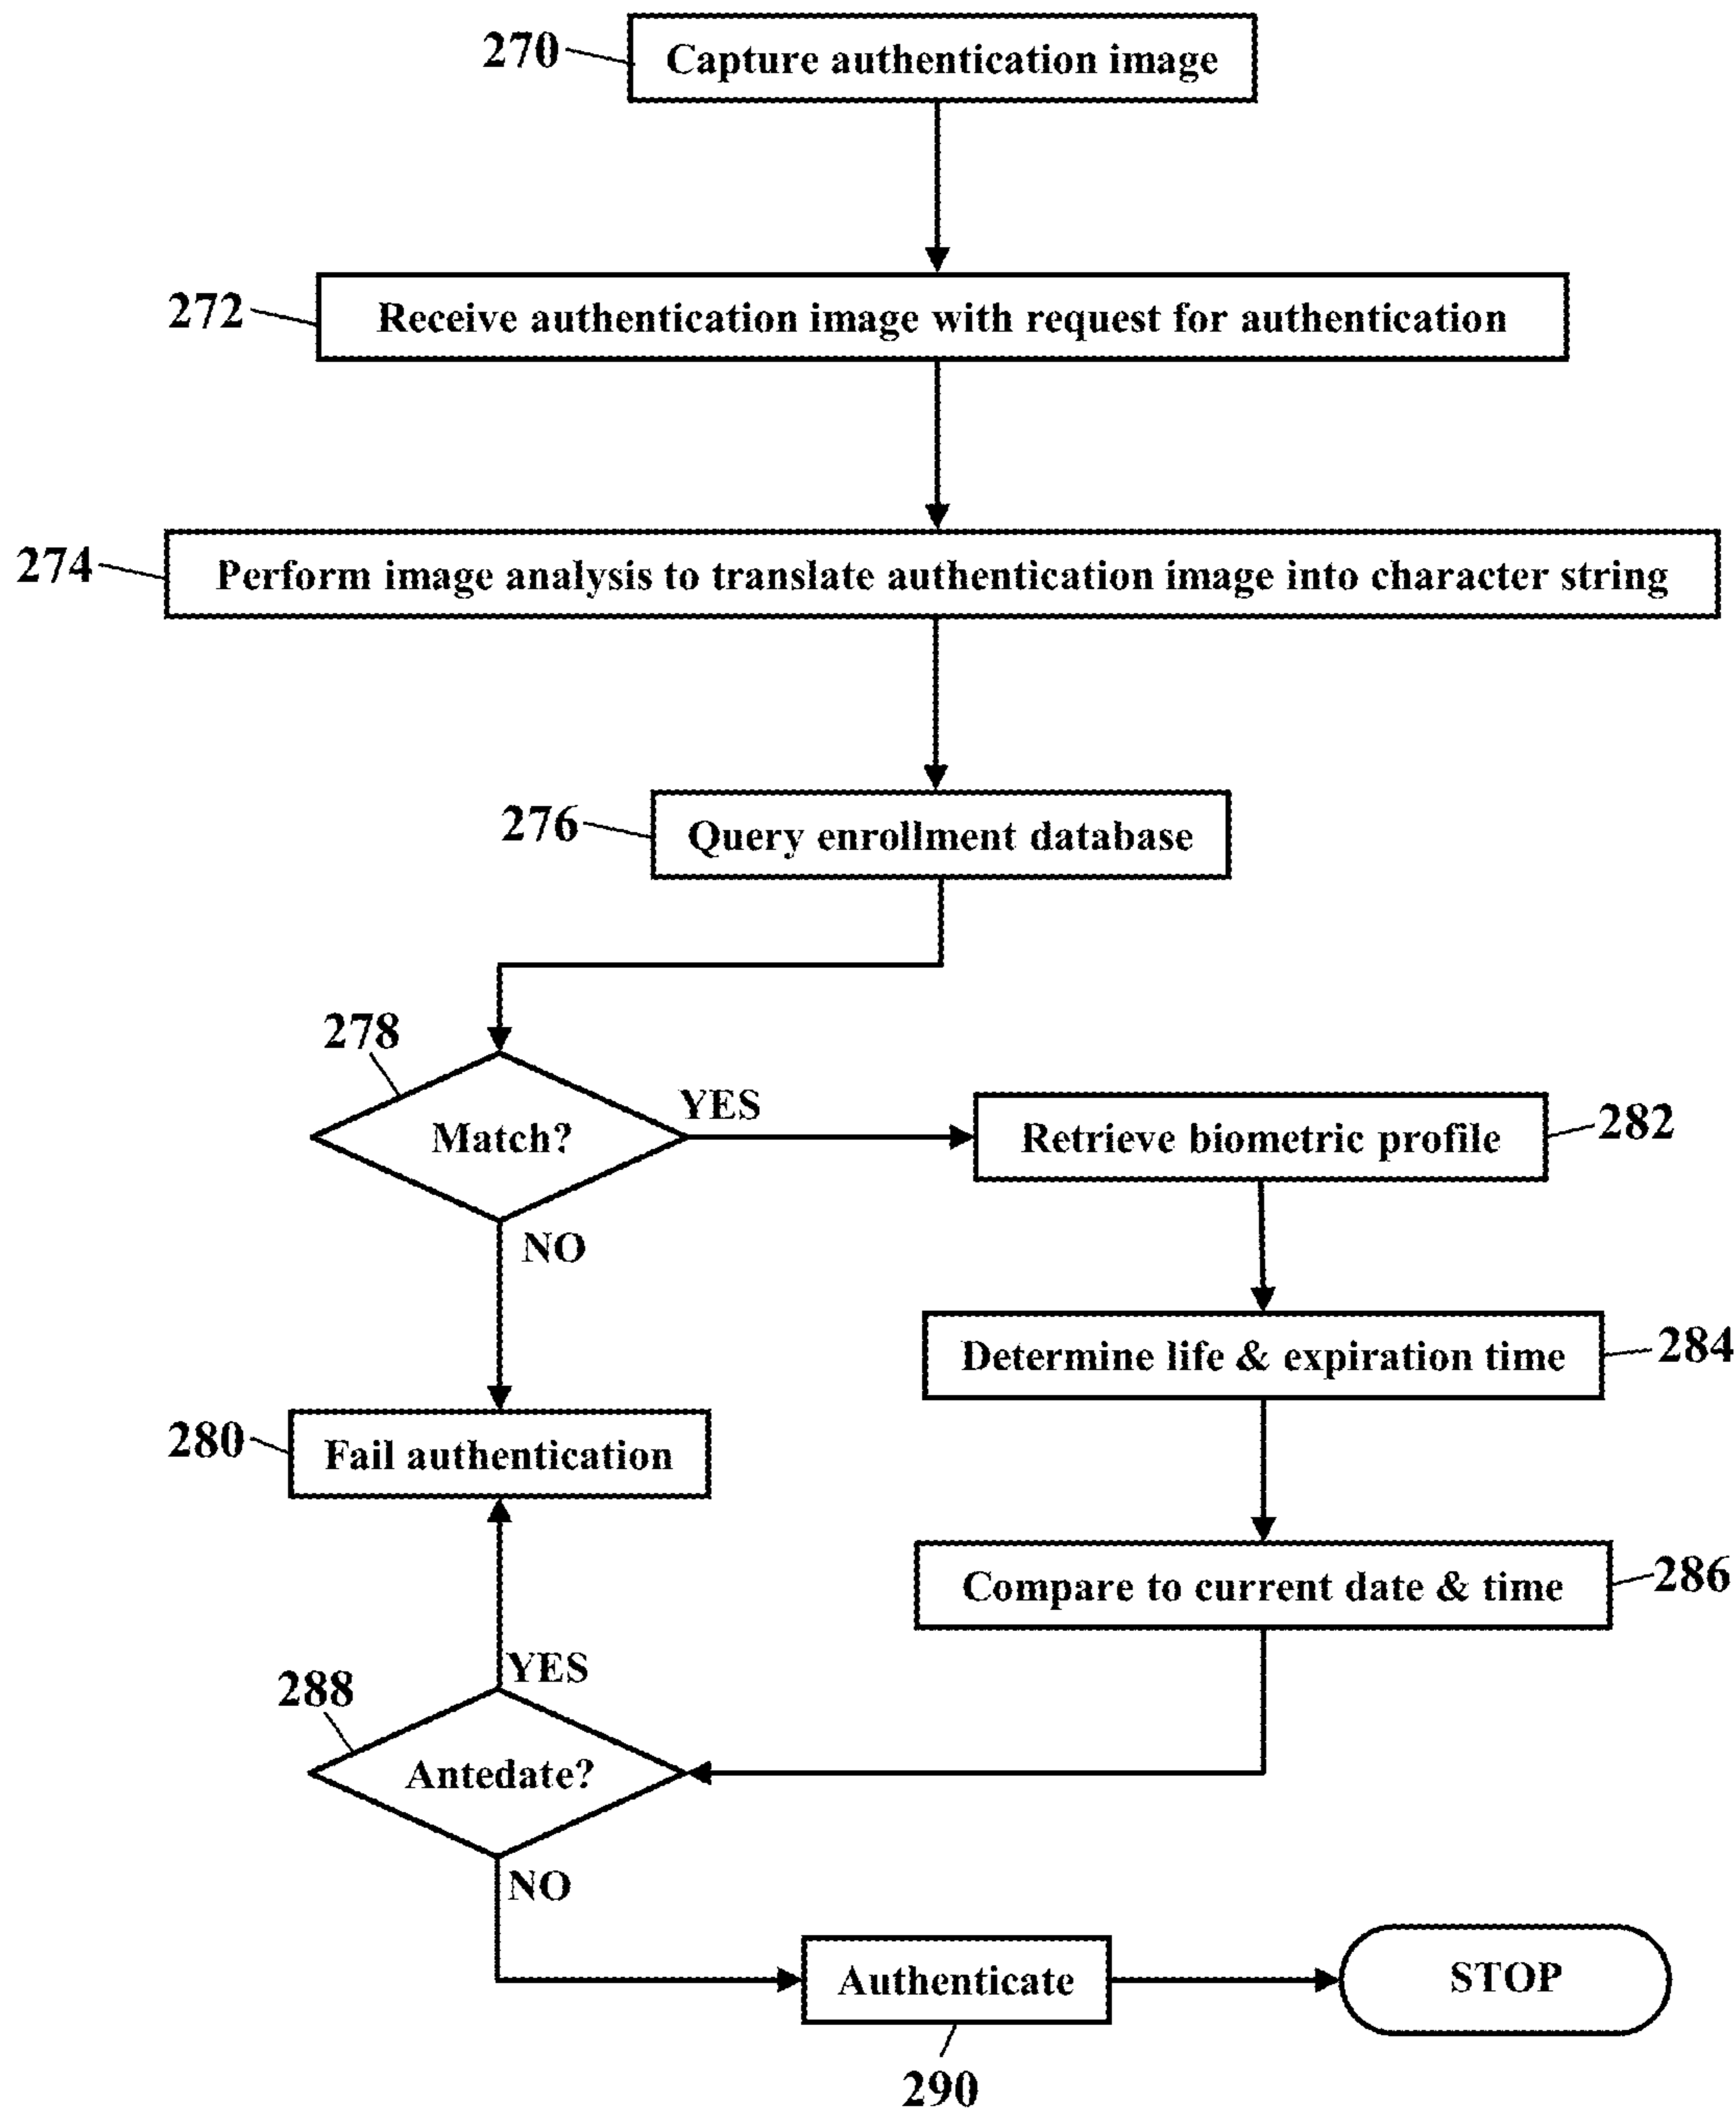 270
Capture authentication image
272
Receive authentication image with request for authentication
274
Perform image analysis to translate authentication image into character string
276
Query enrollment database
278
Match?
YES
Retrieve biometric profile
282
NO
Determine life & expiration time
284
280
Fail authentication
Compare to current date & time
286
YES
288
Antedate?
NO
Authenticate
STOP
290